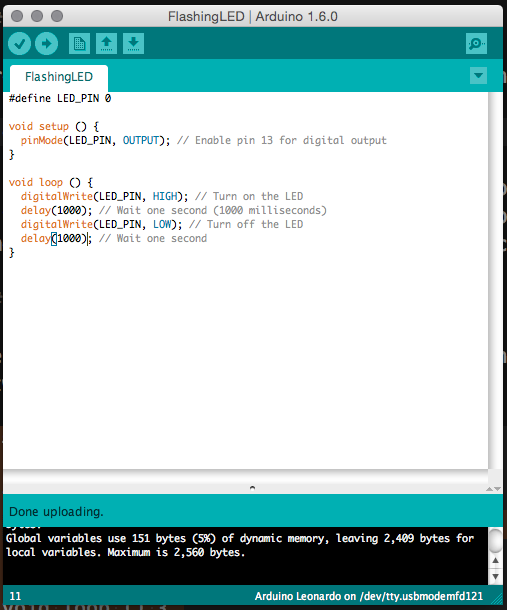 FlashingLED | Arduino 1.6.0
FlashingLED
#define LED_PIN 0
void setup () {
pinMode(LED_PIN, OUTPUT); // Enable pin 13 for digital output
}
void loop () {
digitalWrite(LED_PIN, HIGH); // Turn on the LED
delay(1000); // Wait one second (1000 milliseconds)
digitalWrite(LED_PIN, LOW); // Turn off the LED
delay(1000); // Wait one second
}
Done uploading.
bytes.
Global variables use 151 bytes (5%) of dynamic memory, leaving 2,409 bytes for
local variables. Maximum is 2,560 bytes.
11
Arduino Leonardo on /dev/tty.usbmodemfd121